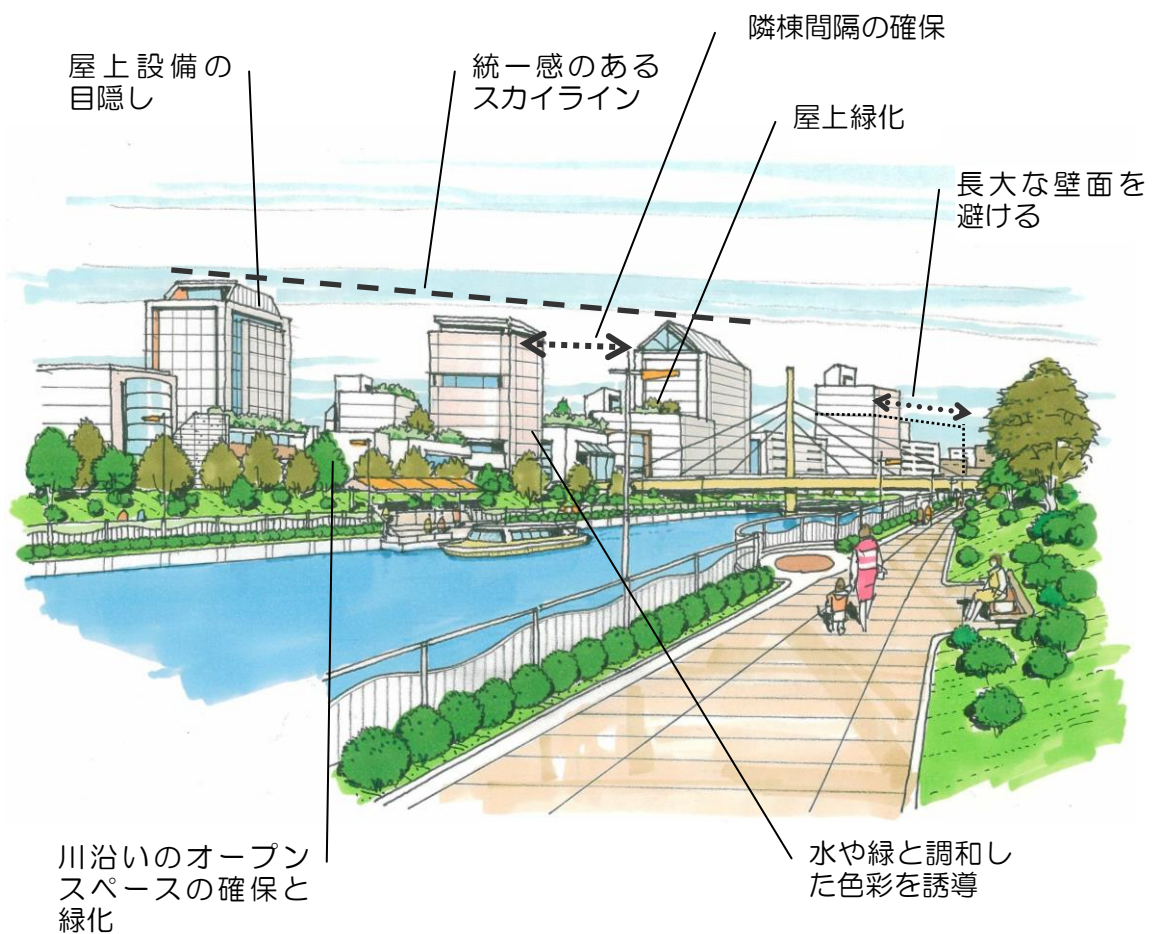 隣棟間隔の確保
屋上設備の
目隠し
統一感のある
スカイライン
屋上緑化
長大な壁面を
避ける
川沿いのオープン
スペースの確保と
緑化
水や緑と調和し
た色彩を誘導